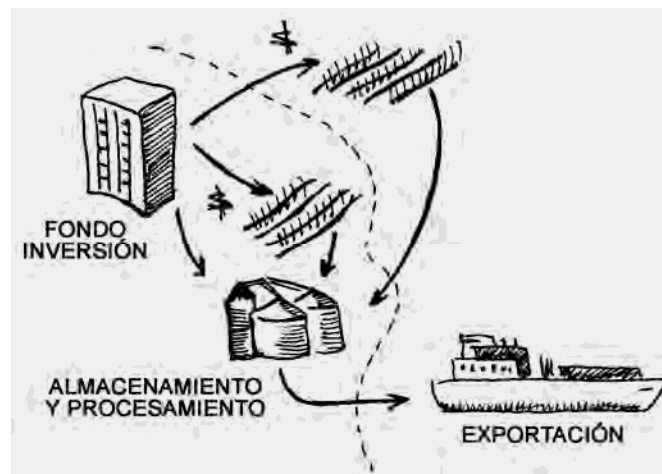 $
$
FONDO
INVERSIÓN
ALMACENAMIENTO
Y PROCESAMIENTO
EXPORTACIÓN